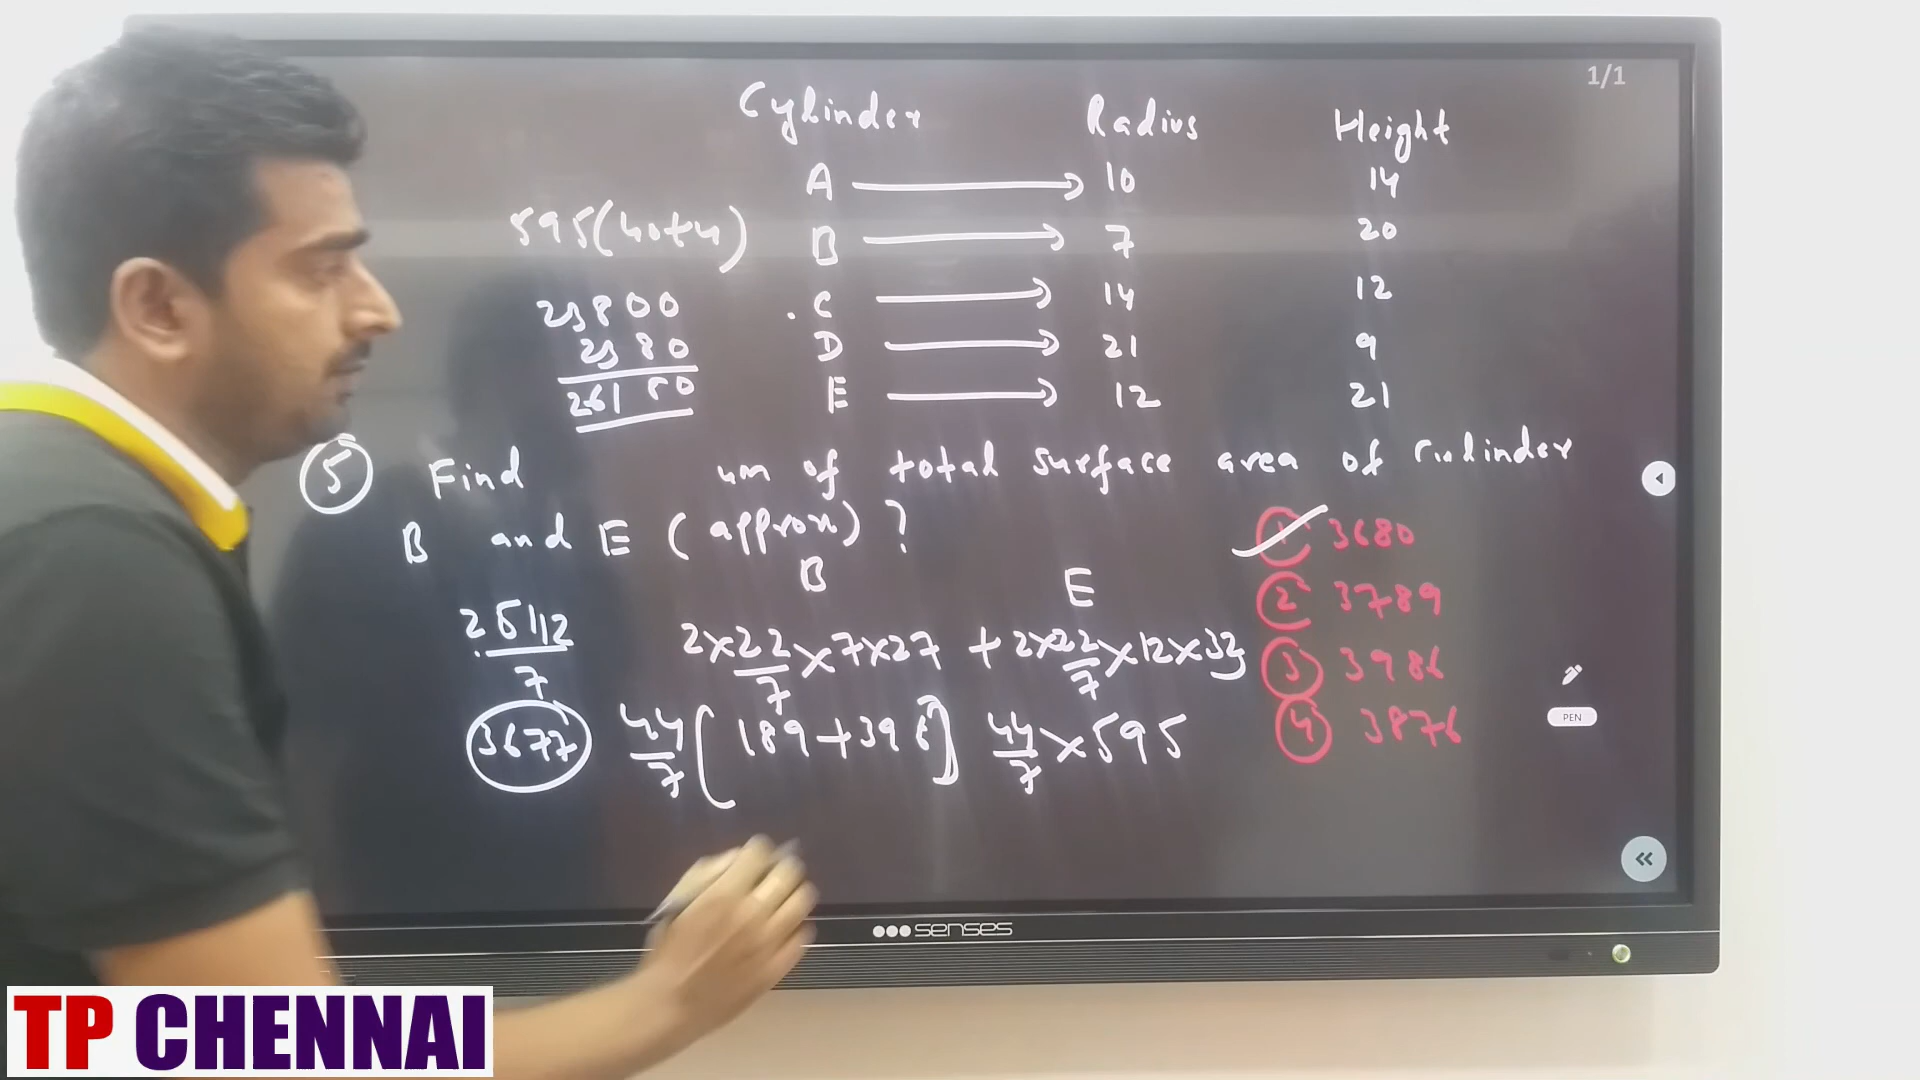 1/1
Cylinder Radius Height
A → 10 14
B → 7 20
C → 14 12
D → 21 9
E → 12 21
595(40+4)
23800
2380
26180
5 Find um of total surface area of Cylinder
B and E (approx)?
1 3680
2 3789
3 3986
4 3876
B E
2×22/7×7×27 + 2×22/7×12×33
44/7(189+396) 44/7×595
/7
3677
PEN
senses
TP CHENNAI